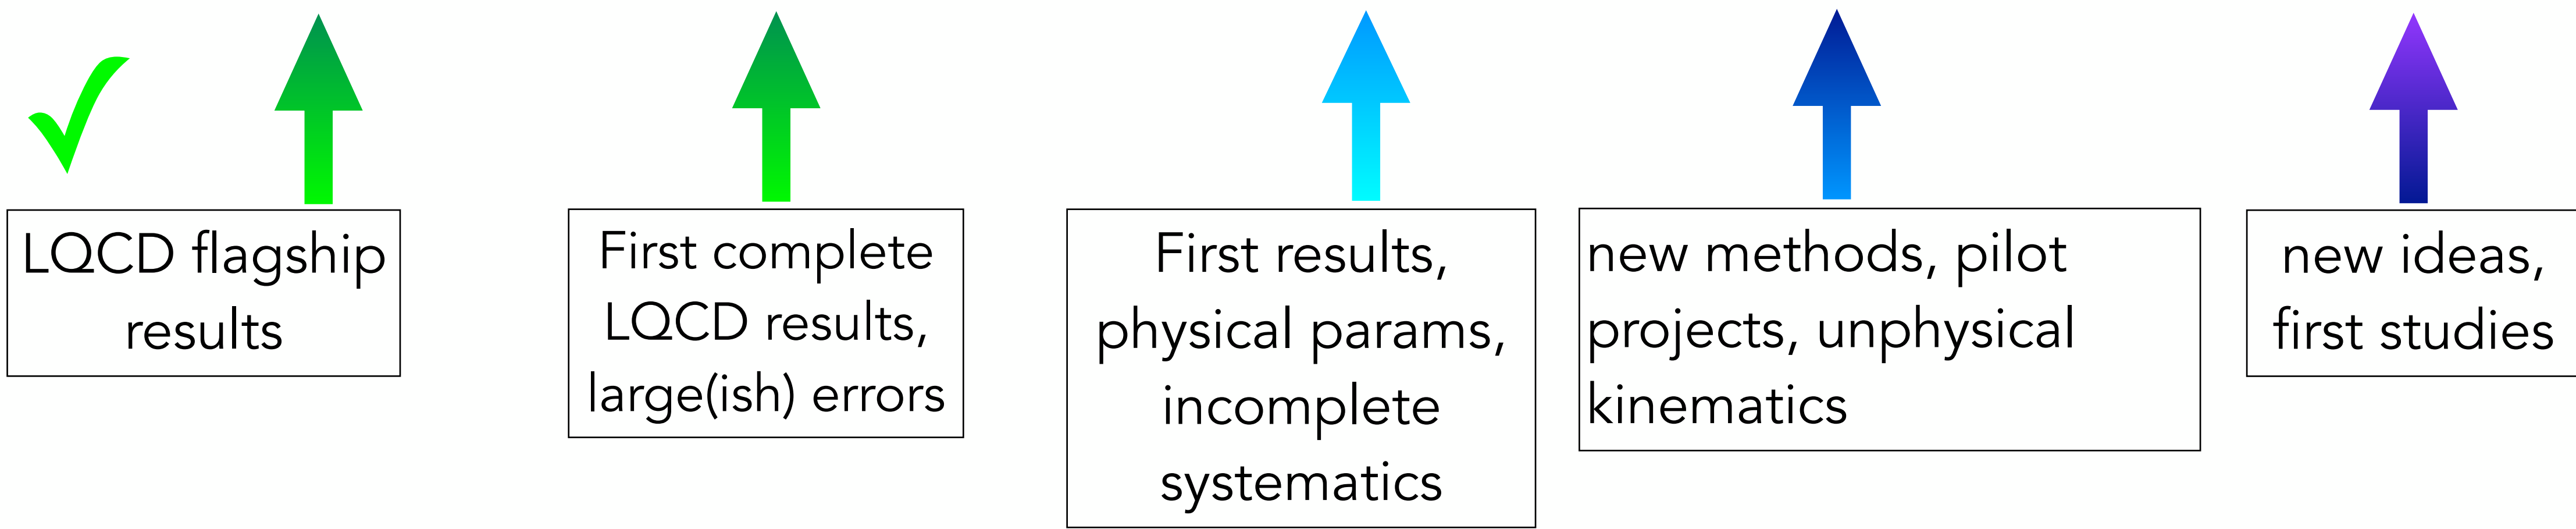 LQCD flagship
results
First complete
LQCD results,
large(ish) errors
First results,
physical params,
incomplete
systematics
new methods, pilot
projects, unphysical
kinematics
new ideas,
first studies